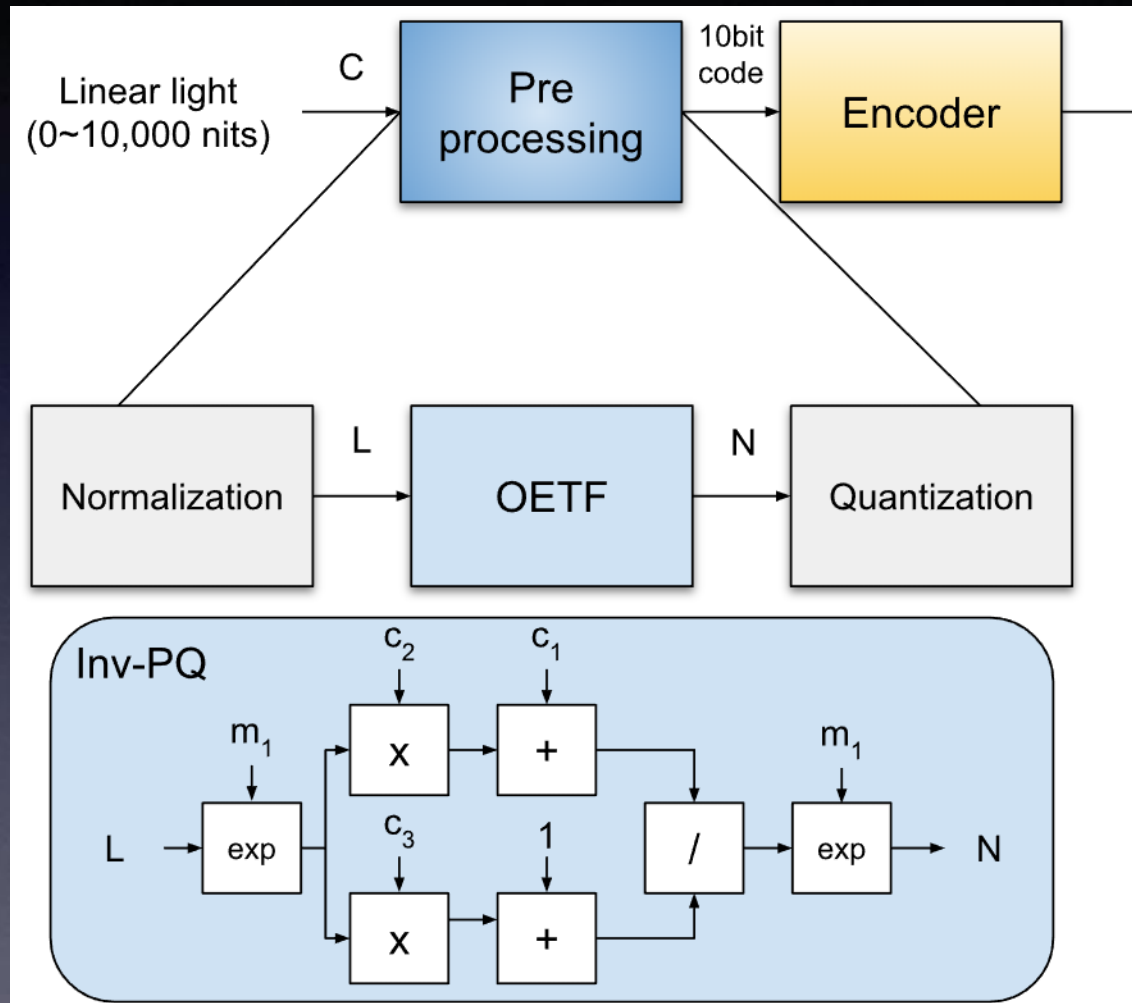 C
10bit
code
Linear light
(0~10,000 nits)
Pre
processing
Encoder
L
N
Normalization
OETF
Quantization
Inv-PQ
c₂
c₁
m₁
x
+
m₁
L
exp
c₃
1
/
exp
N
x
+